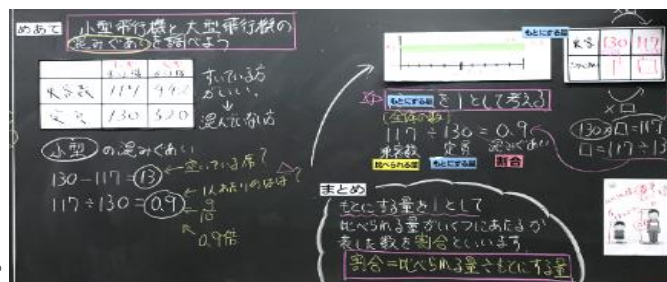 めあて
小型飛行機と大型飛行機の
混みぐあいを調べよう
乗客数 117 442
定員 130 520
すいている方
がいい。
↓
混んでいない方
小型 の混みぐあい
130-117=13
空いている席?
117÷130=0.9
1人あたりの
9/10
0.9倍
もとにする量
乗客 130 117
1
もとにする量 を1として考える
(全体の数)
117÷130=0.9
乗客数 定員 混みぐあい
比べられる量 もとにする量 割合
×□
130×□=117
□=117÷13
まとめ
もとにする量を1として
比べられる量がいくつにあたるか
表した数を割合といいます
割合=比べられる量÷もとにする量